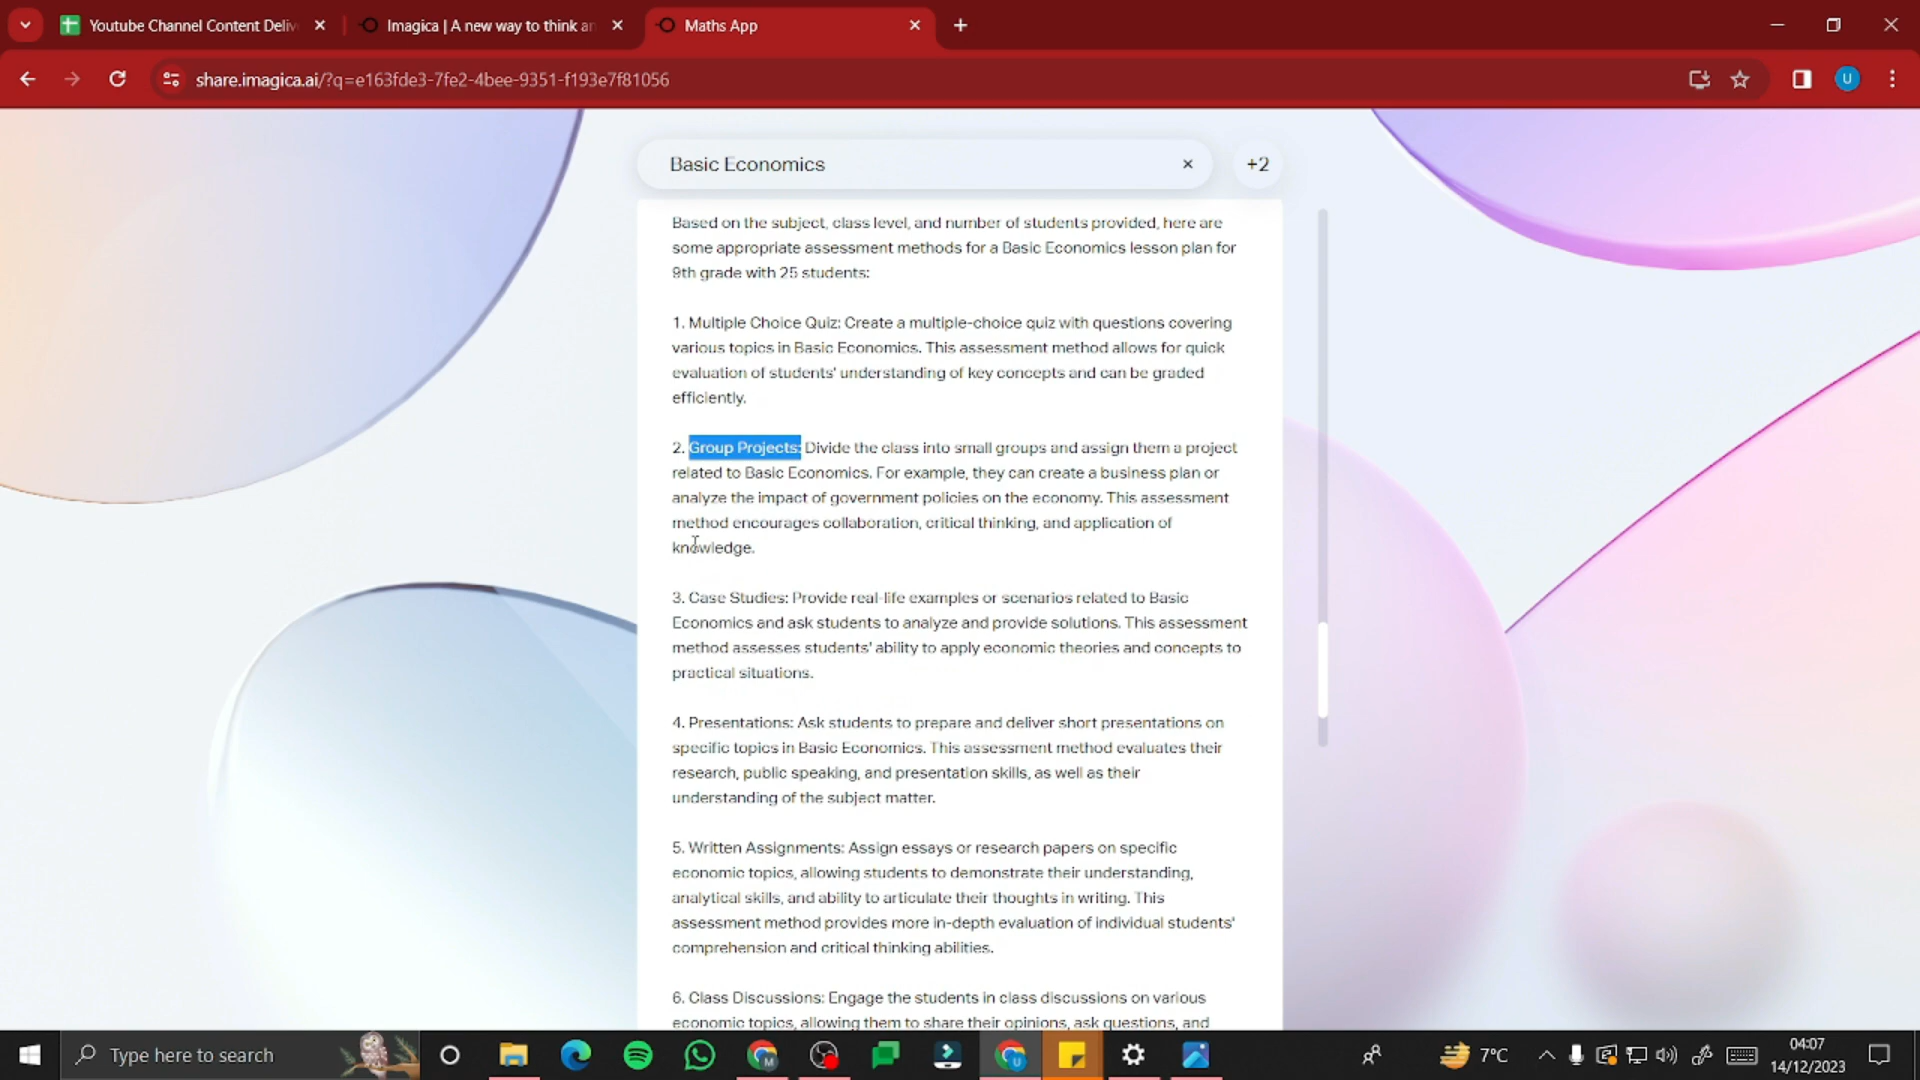 Youtube Channel Content Deliv
Imagica | A new way to think an
Maths App
share.imagica.ai/?q=e163fde3-7fe2-4bee-9351-f193e7f81056
U
Basic Economics
+2
Based on the subject, class level, and number of students provided, here are
some appropriate assessment methods for a Basic Economics lesson plan for
9th grade with 25 students:
1. Multiple Choice Quiz: Create a multiple-choice quiz with questions covering
various topics in Basic Economics. This assessment method allows for quick
evaluation of students' understanding of key concepts and can be graded
efficiently.
2. Group Projects: Divide the class into small groups and assign them a project
related to Basic Economics. For example, they can create a business plan or
analyze the impact of government policies on the economy. This assessment
method encourages collaboration, critical thinking, and application of
knowledge.
3. Case Studies: Provide real-life examples or scenarios related to Basic
Economics and ask students to analyze and provide solutions. This assessment
method assesses students' ability to apply economic theories and concepts to
practical situations.
4. Presentations: Ask students to prepare and deliver short presentations on
specific topics in Basic Economics. This assessment method evaluates their
research, public speaking, and presentation skills, as well as their
understanding of the subject matter.
5. Written Assignments: Assign essays or research papers on specific
economic topics, allowing students to demonstrate their understanding,
analytical skills, and ability to articulate their thoughts in writing. This
assessment method provides more in-depth evaluation of individual students'
comprehension and critical thinking abilities.
6. Class Discussions: Engage the students in class discussions on various
economic topics, allowing them to share their opinions, ask questions, and
Type here to search
7°C
04:07
14/12/2023